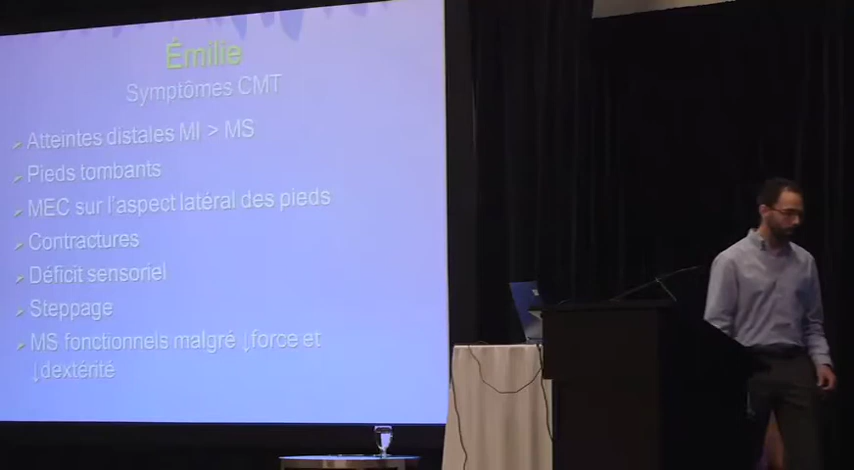 Émilie
Symptômes CMT
Atteintes distales MI > MS
Pieds tombants
MEC sur l'aspect latéral des pieds
Contractures
Déficit sensoriel
Steppage
MS fonctionnels malgré ↓force et
↓dextérité